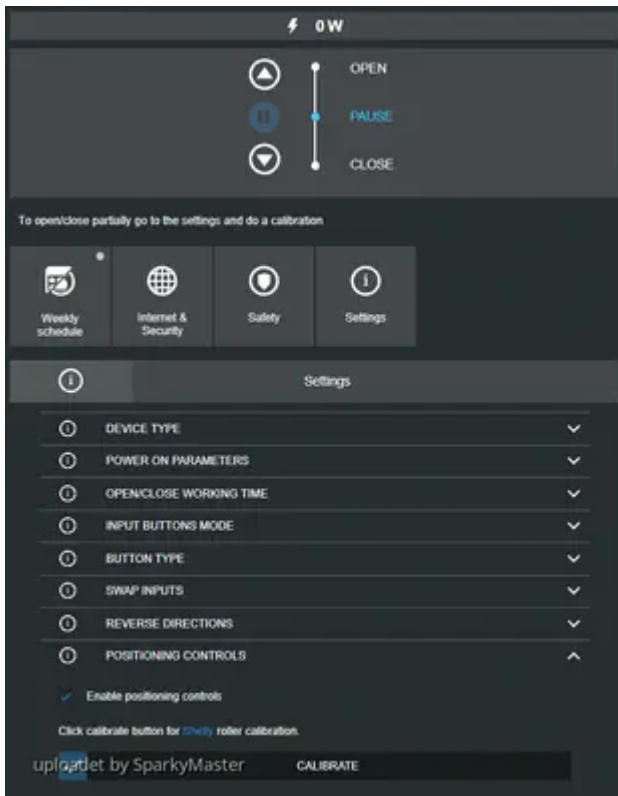 0 W
OPEN
PAUSE
CLOSE
To open/close partially go to the settings and do a calibration
Weekly schedule
Internet & Security
Safety
Settings
Settings
DEVICE TYPE
POWER ON PARAMETERS
OPEN/CLOSE WORKING TIME
INPUT BUTTONS MODE
BUTTON TYPE
SWAP INPUTS
REVERSE DIRECTIONS
POSITIONING CONTROLS
Enable positioning controls
Click calibrate button for Shelly roller calibration.
uploadet by SparkyMaster
CALIBRATE